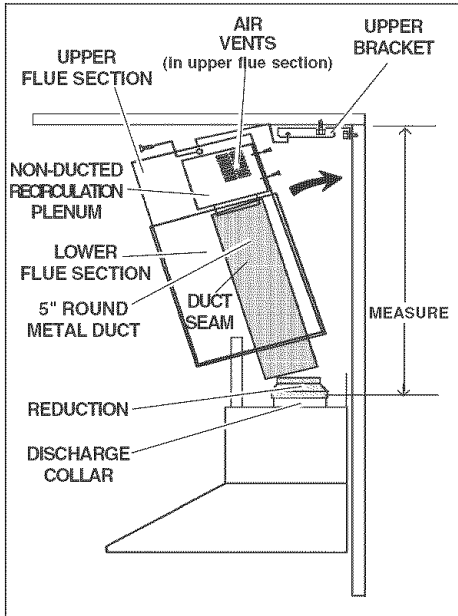 AIR
VENTS
(in upper flue section)
UPPER
BRACKET
UPPER
FLUE SECTION
NON-DUCTED
RECIRCULATION
PLENUM
LOWER
FLUE SECTION
5" ROUND
METAL DUCT
DUCT
SEAM
MEASURE
REDUCTION
DISCHARGE
COLLAR